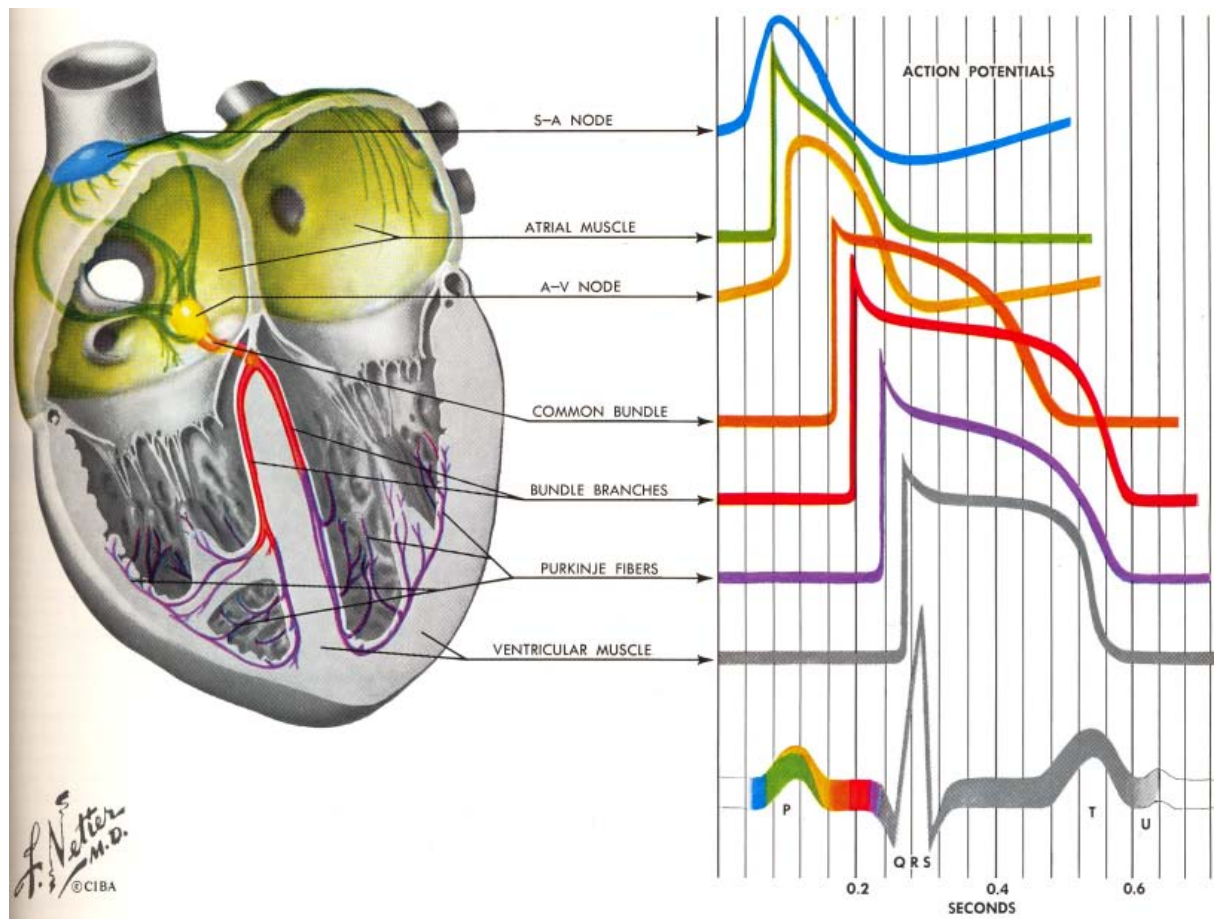 ACTION POTENTIALS
S–A NODE
ATRIAL MUSCLE
A–V NODE
COMMON BUNDLE
BUNDLE BRANCHES
PURKINJE FIBERS
VENTRICULAR MUSCLE
P
T
U
Q R S
0.2
0.4
0.6
SECONDS
F. Netter
M.D.
©CIBA